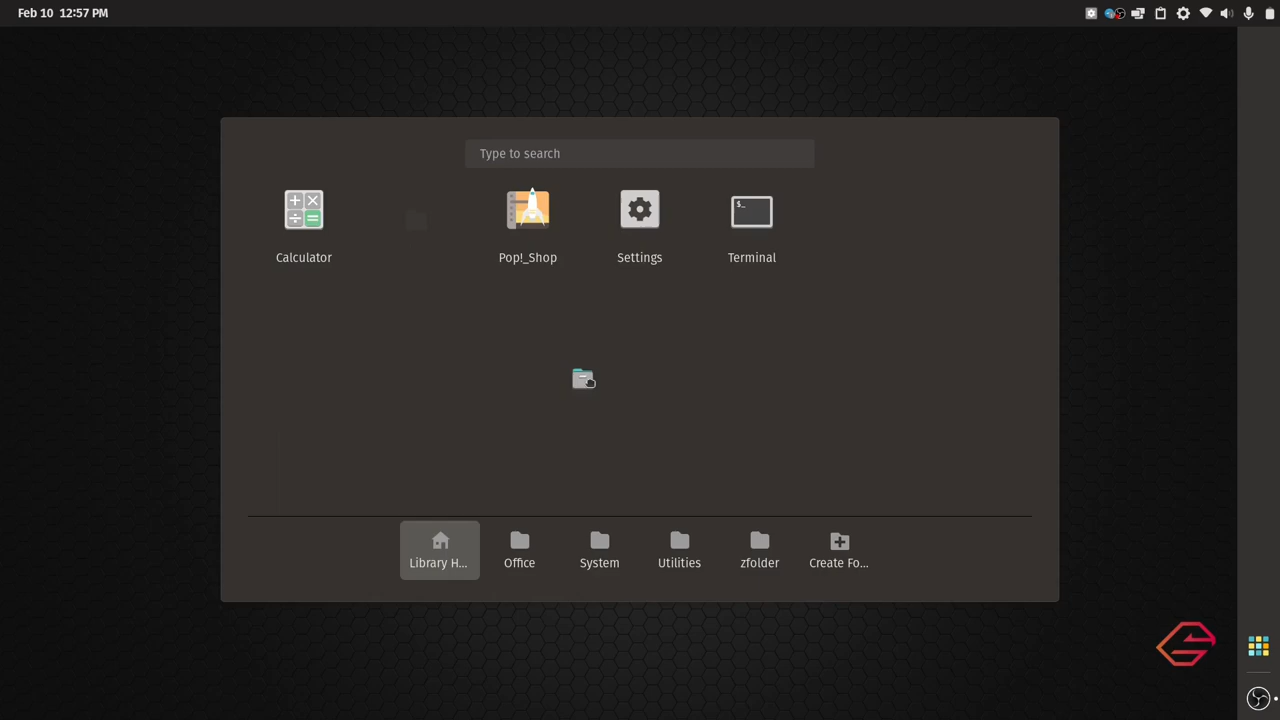 Feb 10 12:57 PM
Type to search
Calculator
Pop!_Shop
Settings
$_
Terminal
Library H...
Office
System
Utilities
zfolder
Create Fo...